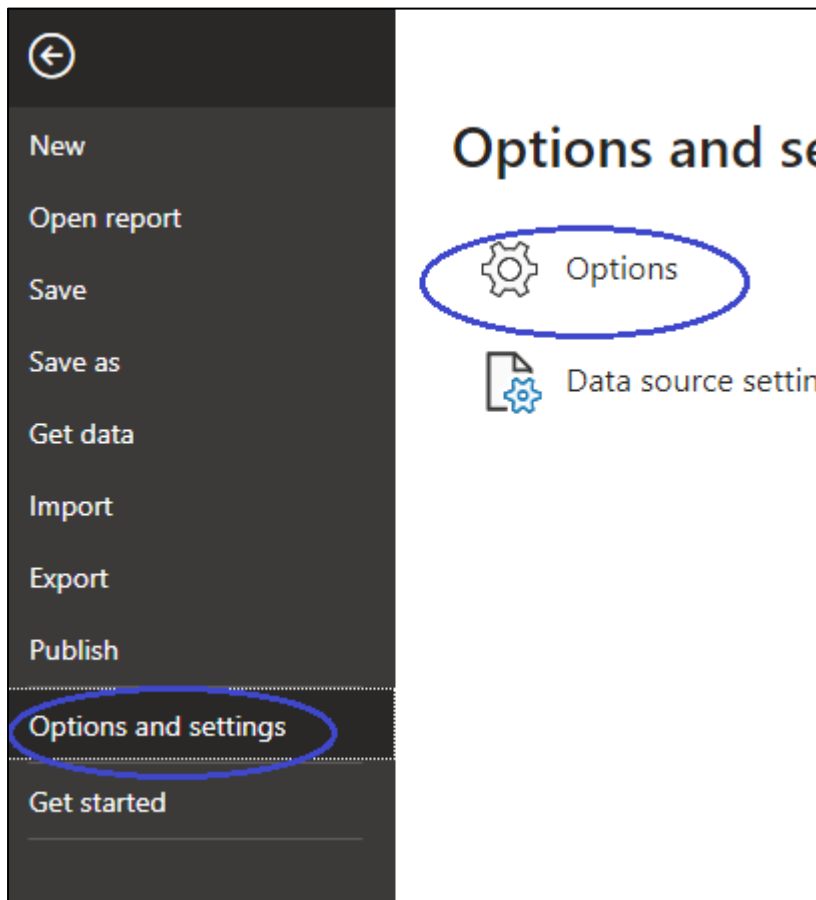 New
Open report
Save
Save as
Get data
Import
Export
Publish
Options and settings
Get started
Options and se
Options
Data source settin